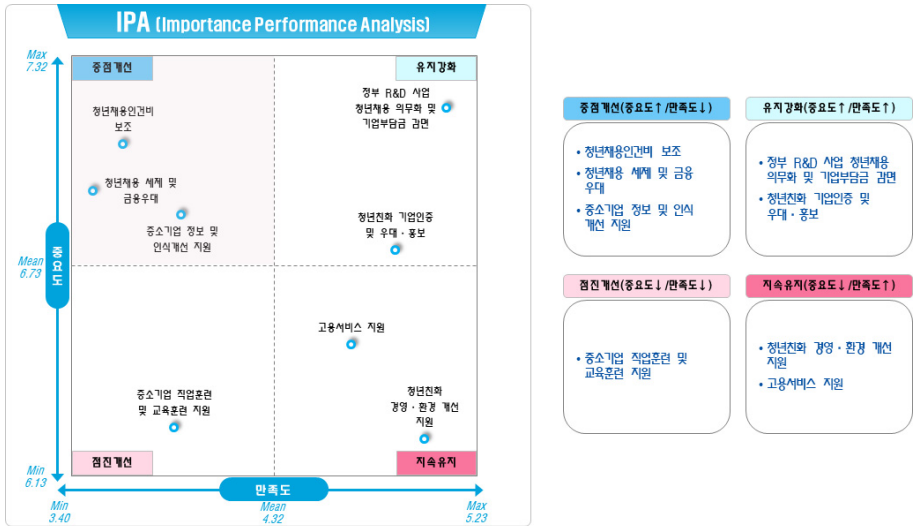 IPA (Importance Performance Analysis)
Max
7.32
중점개선
유지강화
정부 R&D 사업
청년채용 의무화 및
기업부담금 감면
청년채용인건비
보조
청년채용 세제 및
금융우대
중소기업 정보 및
인식개선 지원
청년친화 기업인증
및 우대·홍보
중요도
Mean
6.73
고용서비스 지원
중소기업 직업훈련
및 교육훈련 지원
청년친화
경영·환경 개선
지원
Min
6.13
점진개선
지속유지
만족도
Min
3.40
Mean
4.32
Max
5.23
중점개선(중요도↑/만족도↓)
• 청년채용인건비 보조
• 청년채용 세제 및 금융
우대
• 중소기업 정보 및 인식
개선 지원
유지강화(중요도↑/만족도↑)
• 정부 R&D 사업 청년채용
의무화 및 기업부담금 감면
• 청년친화 기업인증 및
우대·홍보
점진개선(중요도↓/만족도↓)
• 중소기업 직업훈련 및
교육훈련 지원
지속유지(중요도↓/만족도↑)
• 청년친화 경영·환경 개선
지원
• 고용서비스 지원